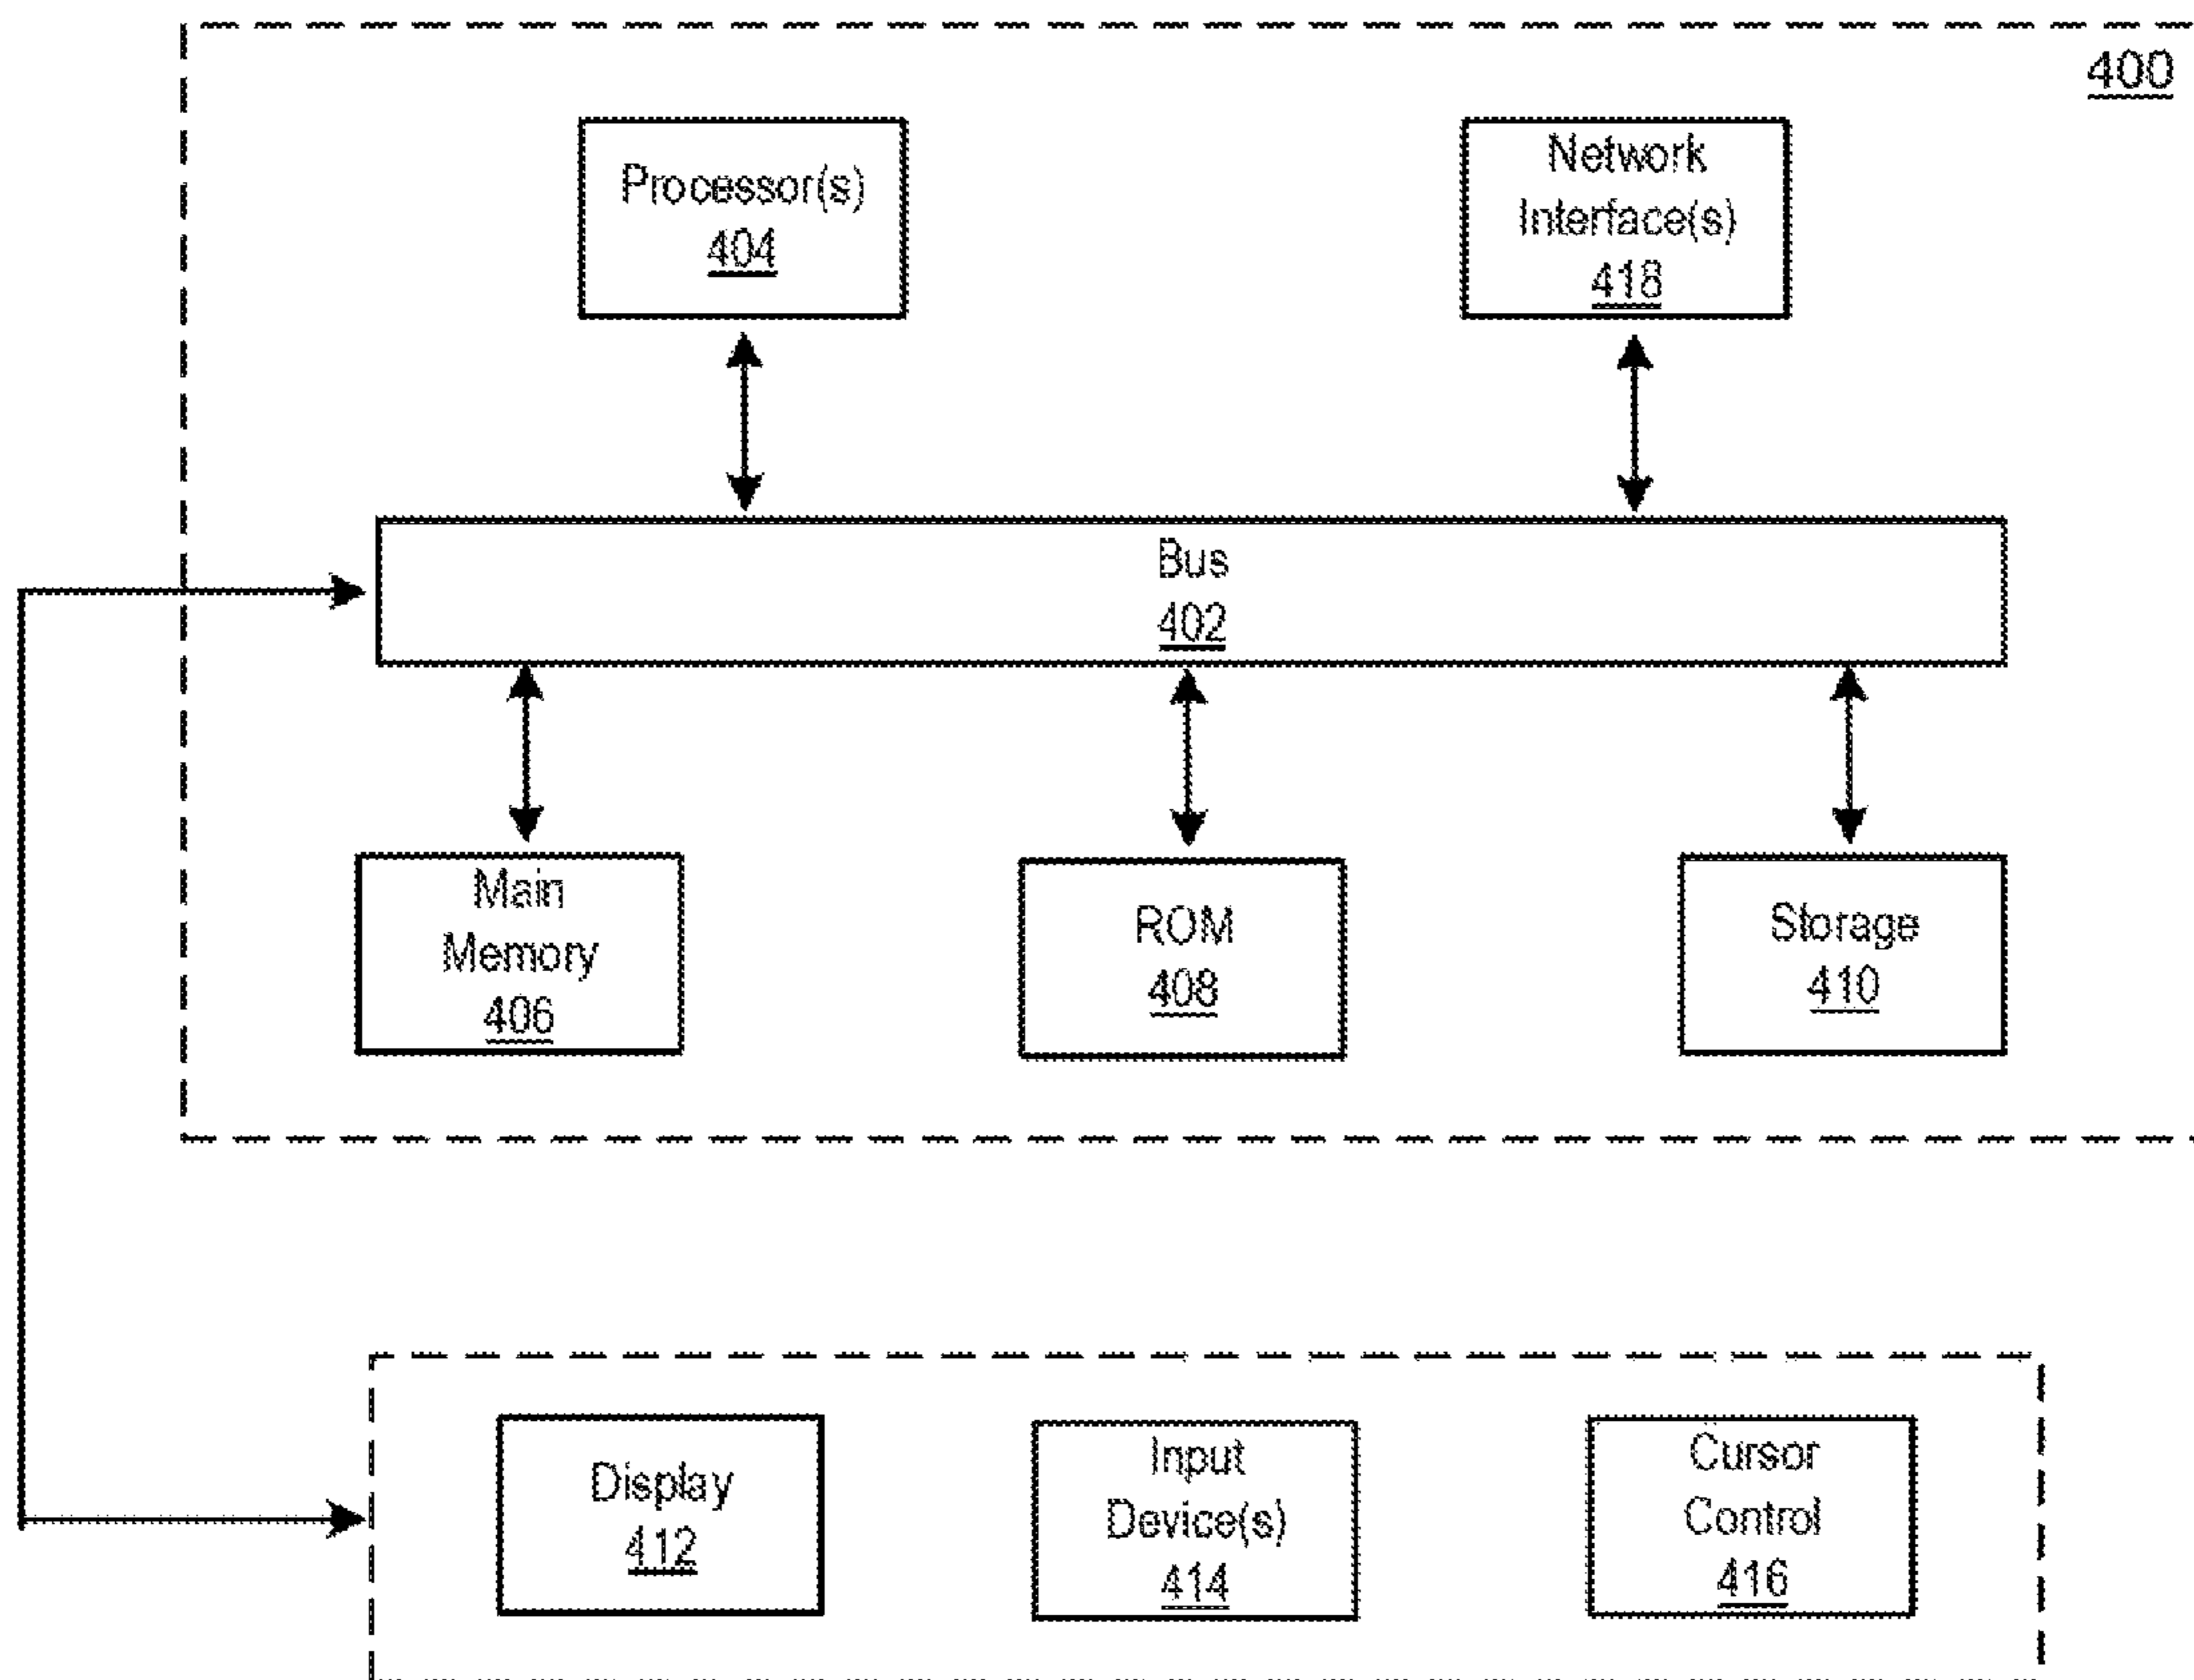 400
Processor(s)
404
Network
Interface(s)
418
Bus
402
Main
Memory
406
ROM
408
Storage
410
Display
412
Input
Device(s)
414
Cursor
Control
416